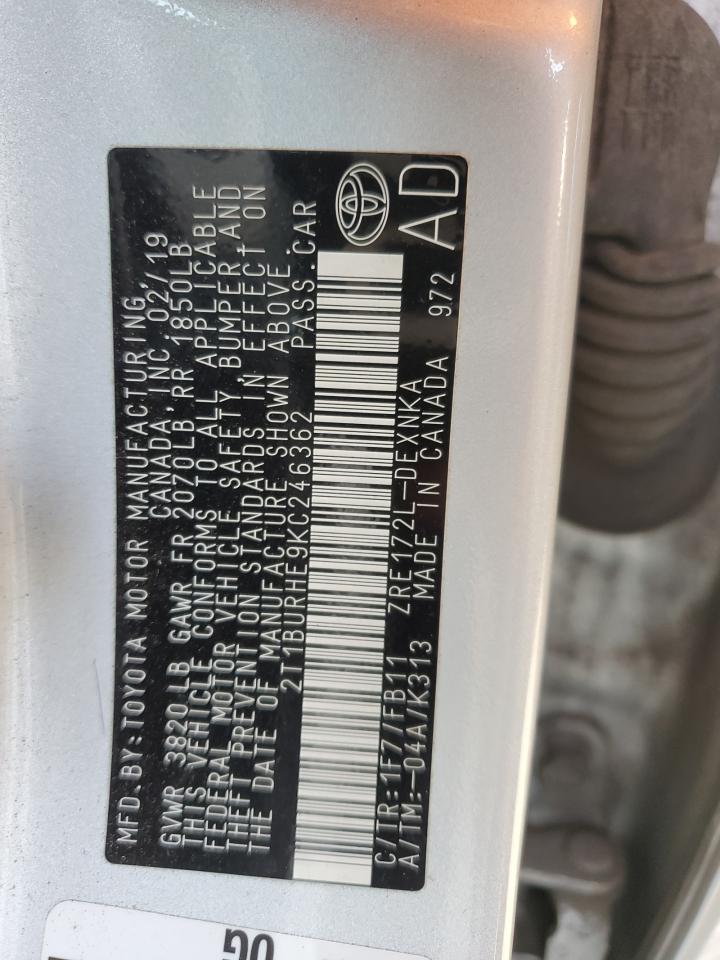 MFD.BY:TOYOTA MOTOR MANUFACTURING,
CANADA, INC. 02/19
GVWR 3820 LB GAWR FR 2070LB RR 1850LB
THIS VEHICLE CONFORMS TO ALL APPLICABLE
FEDERAL MOTOR VEHICLE SAFETY, BUMPER, AND
THEFT PREVENTION STANDARDS IN EFFECT ON
THE DATE OF MANUFACTURE SHOWN ABOVE.
2T1BURHE9KC246362 PASS.CAR
C/TR:1F7/FB11 ZRE172L-DEXNKA
A/TM:-04A/K313 MADE IN CANADA 972
AD